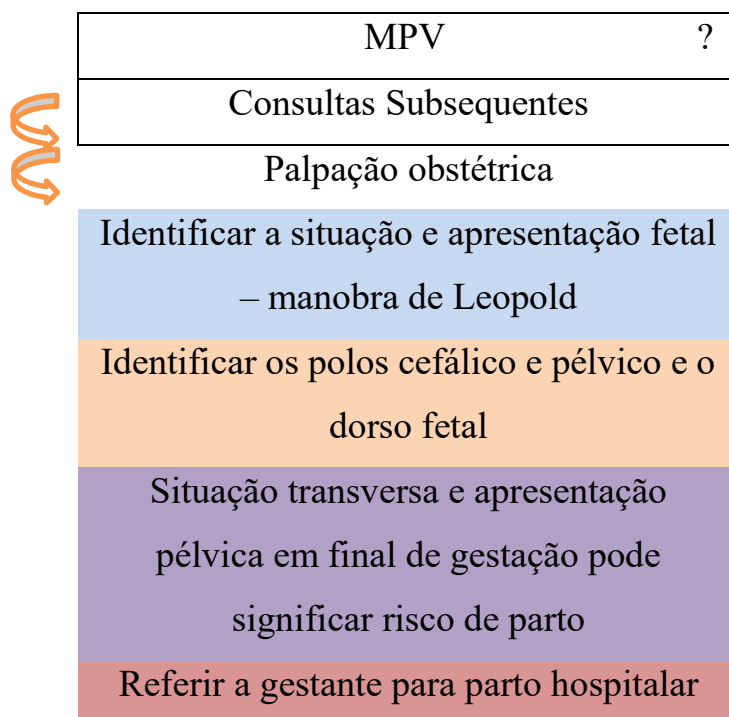 MPV ?
Consultas Subsequentes
Palpação obstétrica
Identificar a situação e apresentação fetal
– manobra de Leopold
Identificar os polos cefálico e pélvico e o
dorso fetal
Situação transversa e apresentação
pélvica em final de gestação pode
significar risco de parto
Referir a gestante para parto hospitalar